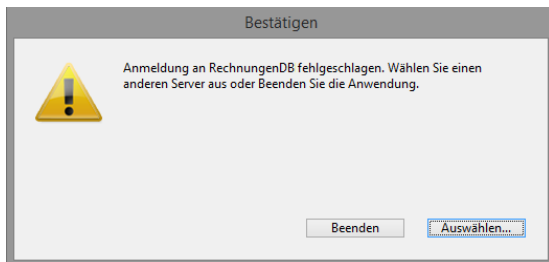 Bestätigen
Anmeldung an RechnungenDB fehlgeschlagen. Wählen Sie einen
anderen Server aus oder Beenden Sie die Anwendung.
Beenden
Auswählen...